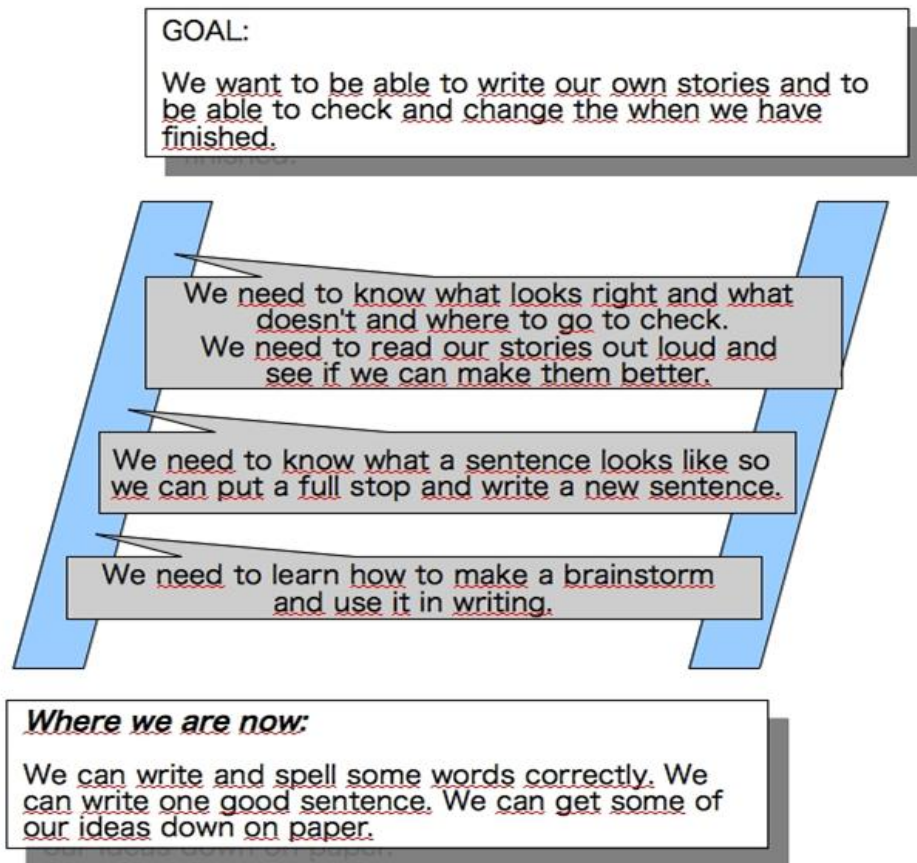 GOAL:
We want to be able to write our own stories and to
be able to check and change the when we have
finished.
We need to know what looks right and what
doesn't and where to go to check.
We need to read our stories out loud and
see if we can make them better.
We need to know what a sentence looks like so
we can put a full stop and write a new sentence.
We need to learn how to make a brainstorm
and use it in writing.
Where we are now:
We can write and spell some words correctly. We
can write one good sentence. We can get some of
our ideas down on paper.